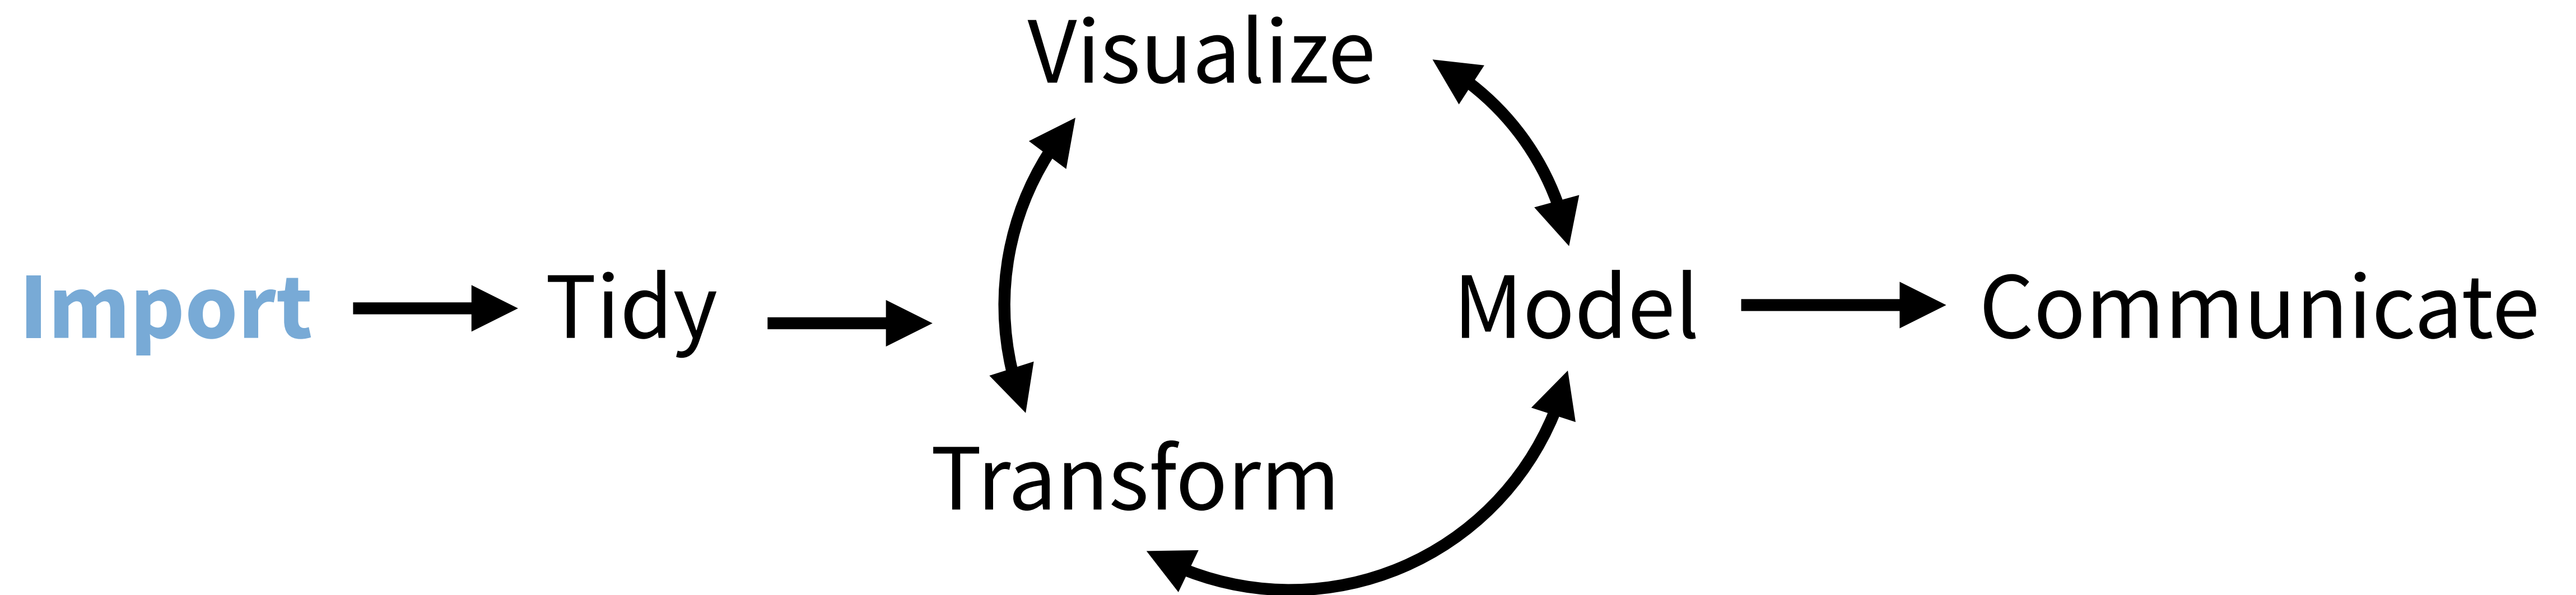 Import
Tidy
Visualize
Transform
Model
Communicate